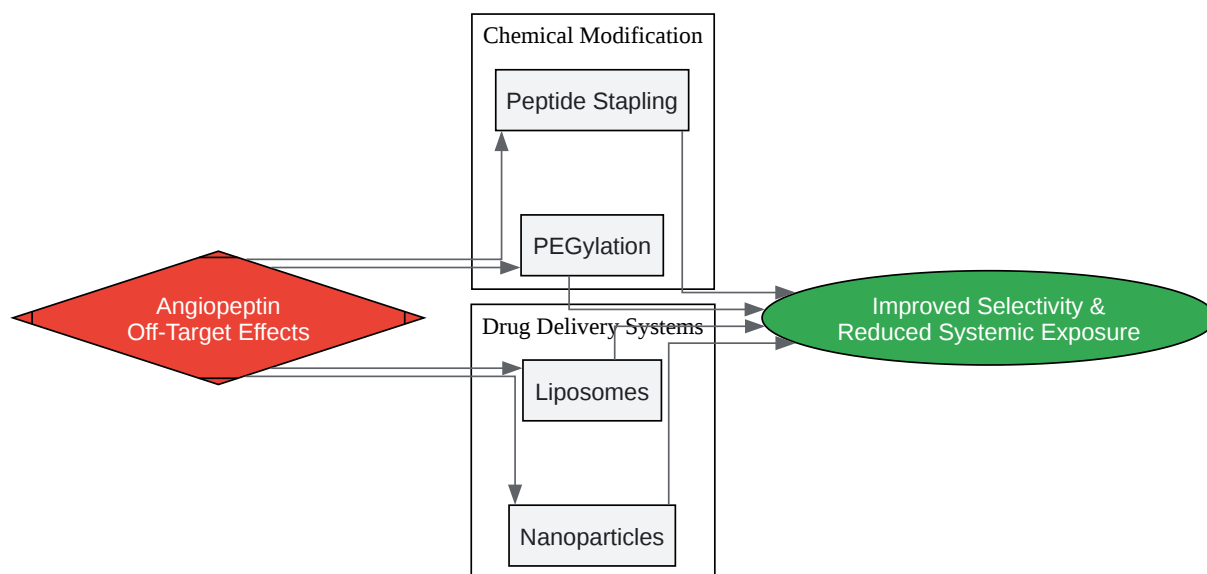 Chemical Modification
Peptide Stapling
PEGylation
Angiopeptin
Off-Target Effects
Improved Selectivity &
Reduced Systemic Exposure
Drug Delivery Systems
Liposomes
Nanoparticles